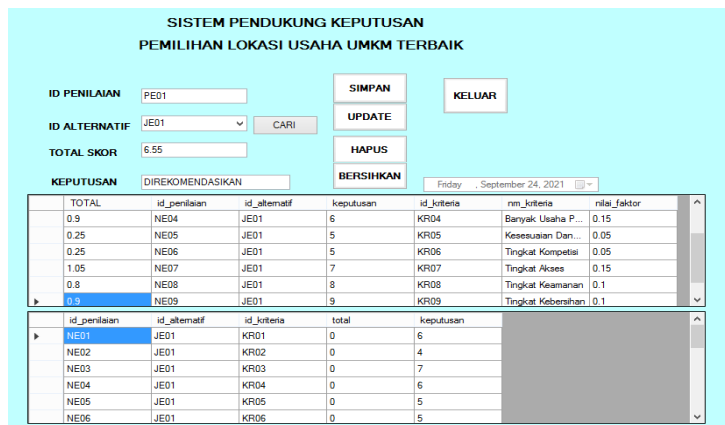 SISTEM PENDUKUNG KEPUTUSAN
PEMILIHAN LOKASI USAHA UMKM TERBAIK
ID PENILAIAN PE01 SIMPAN KELUAR
ID ALTERNATIF JE01 CARI UPDATE
TOTAL SKOR 6.55 HAPUS
KEPUTUSAN DIREKOMENDASIKAN BERSIHKAN Friday , September 24, 2021
TOTAL id_penilaian id_alternatif keputusan id_kriteria nm_kriteria nilai_faktor
0.9 NE04 JE01 6 KR04 Banyak Usaha P... 0.15
0.25 NE05 JE01 5 KR05 Kesesuaian Dan... 0.05
0.25 NE06 JE01 5 KR06 Tingkat Kompetisi 0.05
1.05 NE07 JE01 7 KR07 Tingkat Akses 0.15
0.8 NE08 JE01 8 KR08 Tingkat Keamanan 0.1
0.9 NE09 JE01 9 KR09 Tingkat Kebersihan 0.1
id_penilaian id_alternatif id_kriteria total keputusan
NE01 JE01 KR01 0 6
NE02 JE01 KR02 0 4
NE03 JE01 KR03 0 7
NE04 JE01 KR04 0 6
NE05 JE01 KR05 0 5
NE06 JE01 KR06 0 5